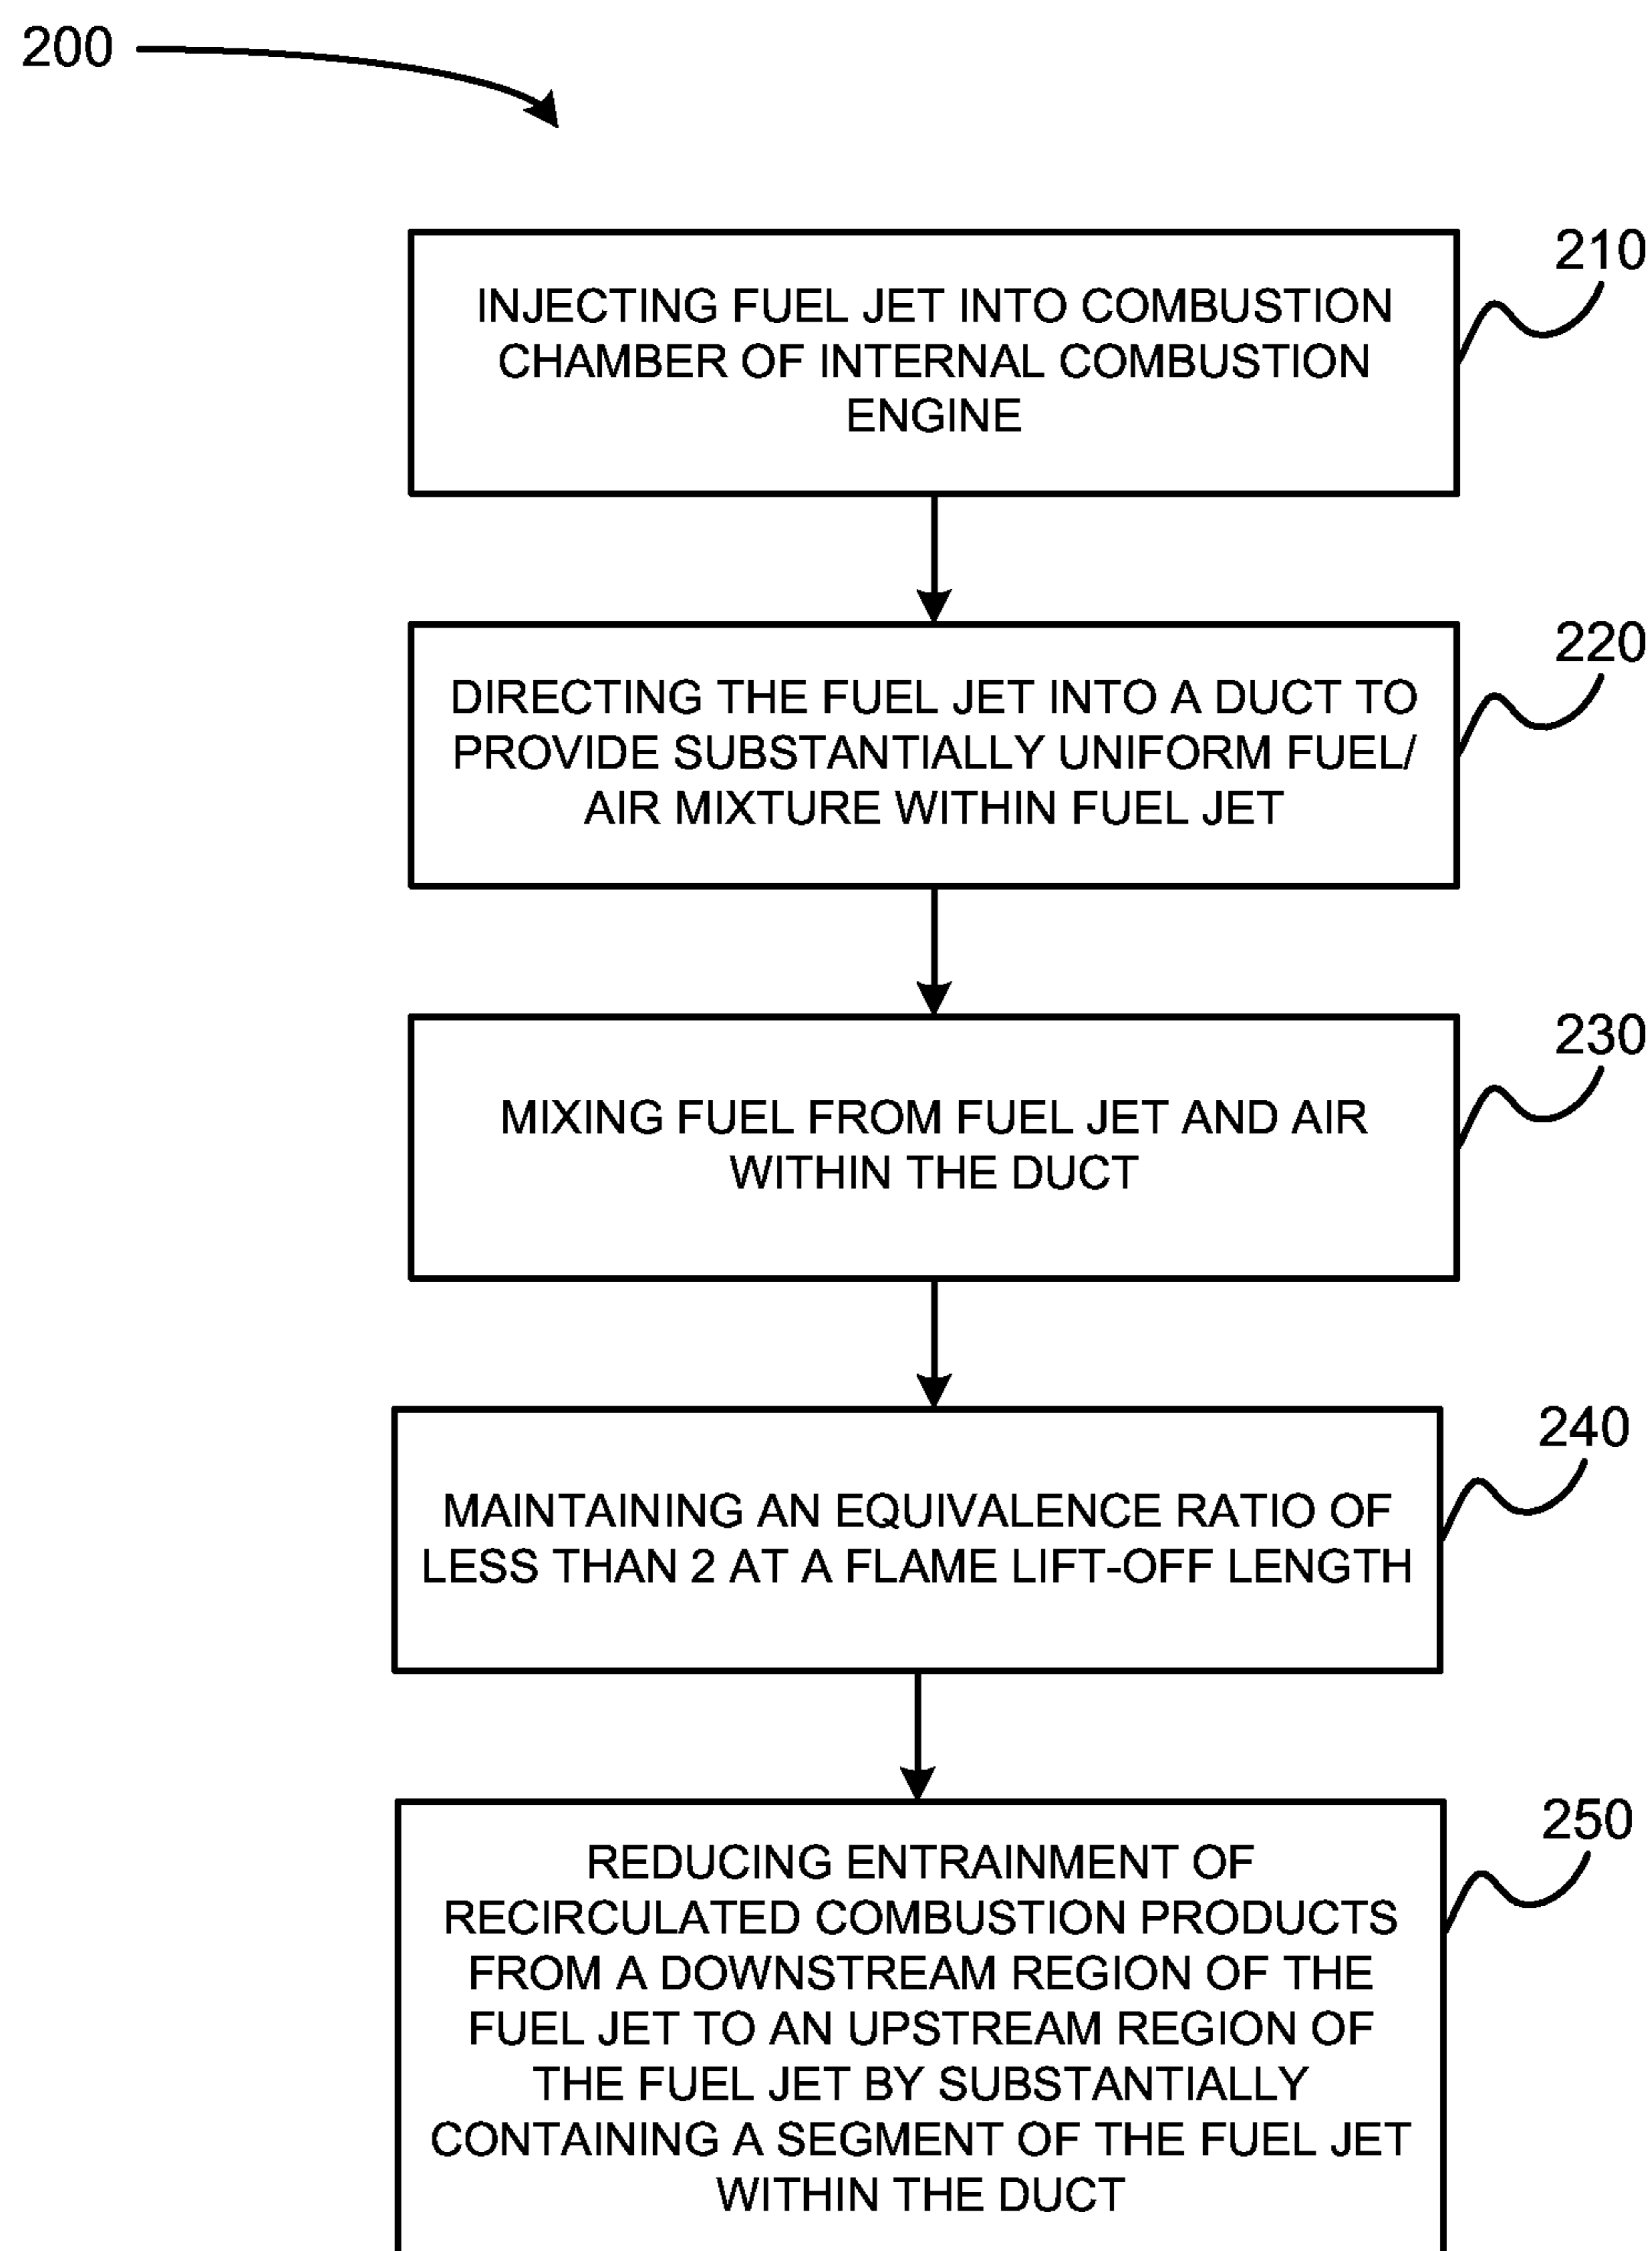 200
210
INJECTING FUEL JET INTO COMBUSTION
CHAMBER OF INTERNAL COMBUSTION
ENGINE
220
DIRECTING THE FUEL JET INTO A DUCT TO
PROVIDE SUBSTANTIALLY UNIFORM FUEL/
AIR MIXTURE WITHIN FUEL JET
230
MIXING FUEL FROM FUEL JET AND AIR
WITHIN THE DUCT
240
MAINTAINING AN EQUIVALENCE RATIO OF
LESS THAN 2 AT A FLAME LIFT-OFF LENGTH
250
REDUCING ENTRAINMENT OF
RECIRCULATED COMBUSTION PRODUCTS
FROM A DOWNSTREAM REGION OF THE
FUEL JET TO AN UPSTREAM REGION OF
THE FUEL JET BY SUBSTANTIALLY
CONTAINING A SEGMENT OF THE FUEL JET
WITHIN THE DUCT